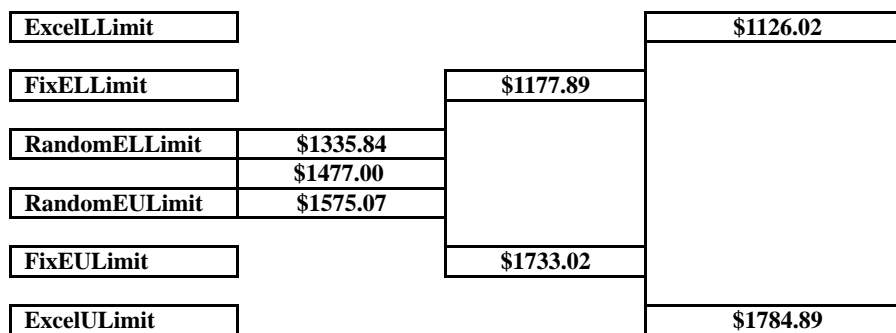 ExcelLLimit $1126.02
FixELLimit $1177.89
RandomELLimit $1335.84
$1477.00
RandomEULimit $1575.07
FixEULimit $1733.02
ExcelULimit $1784.89